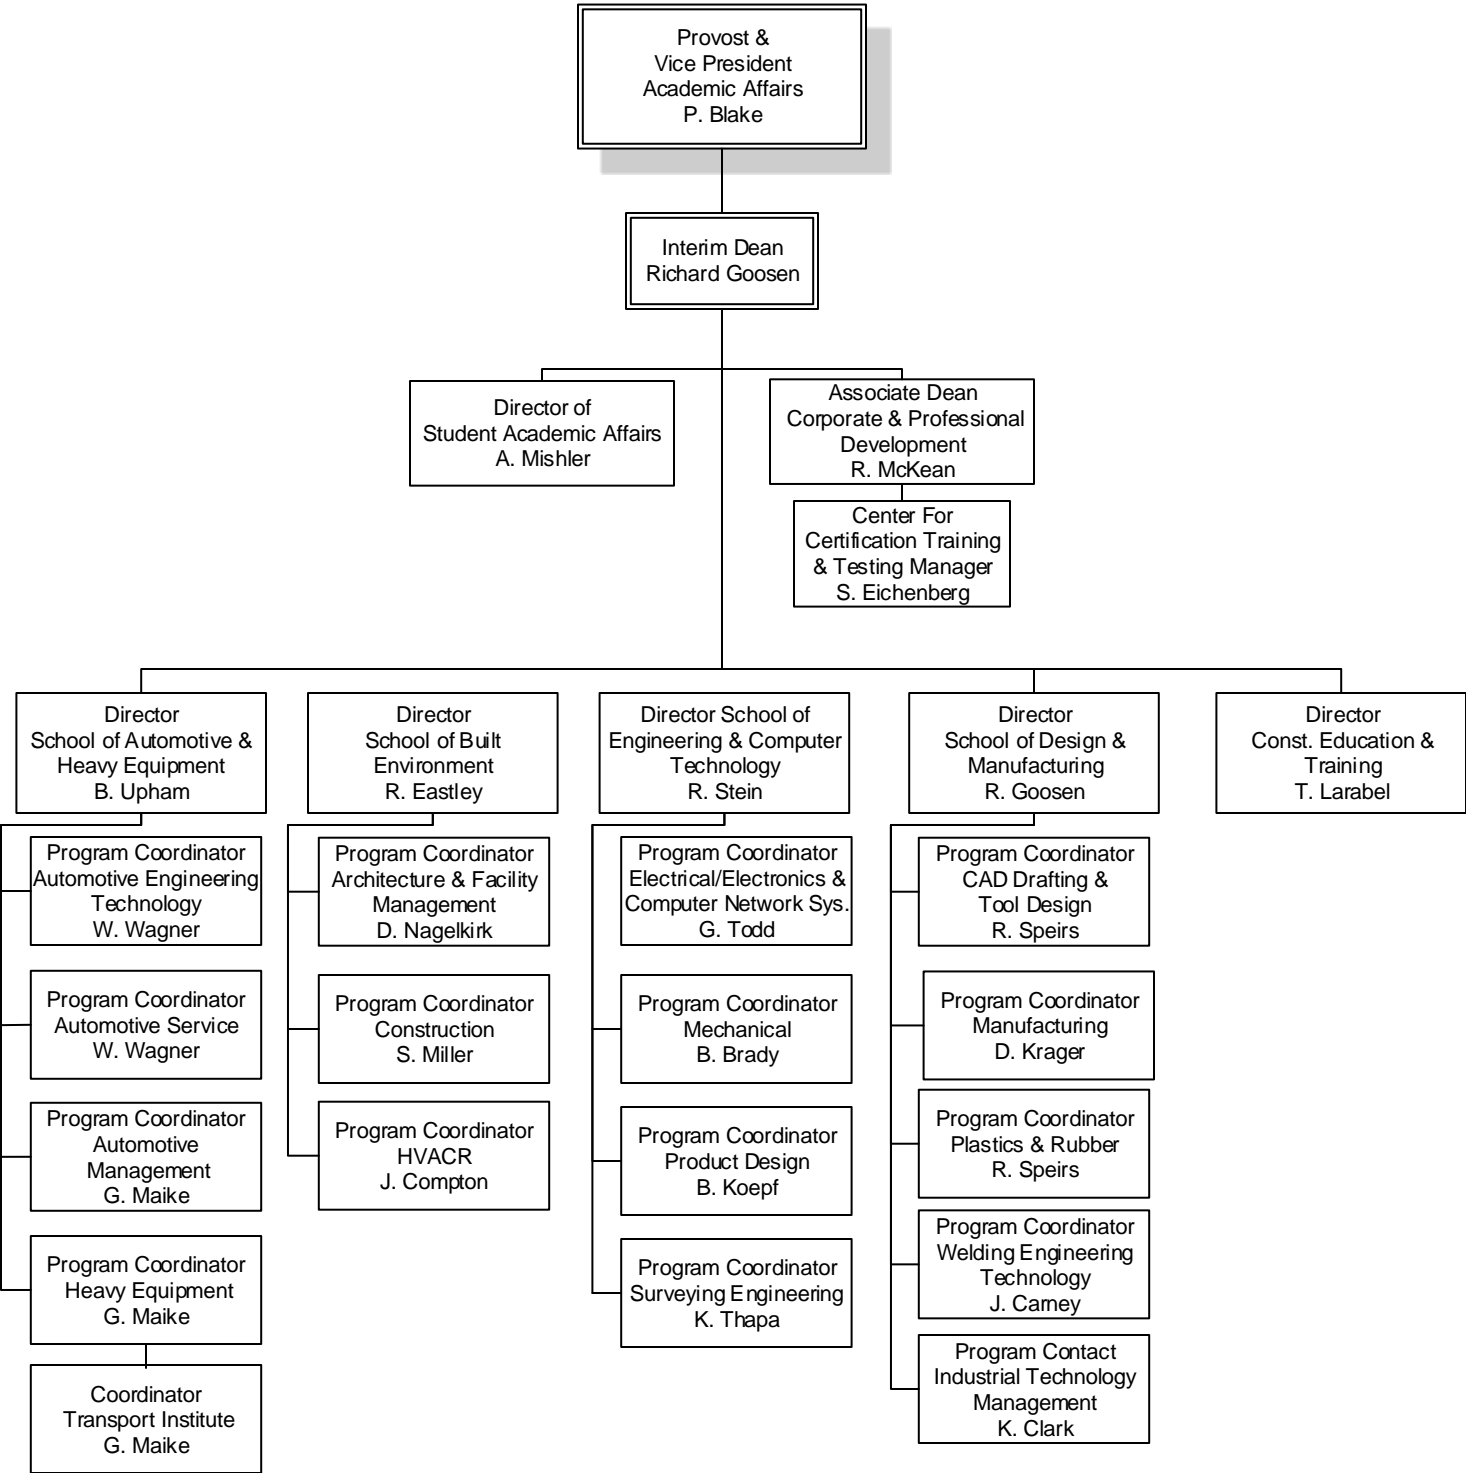 Provost &
Vice President
Academic Affairs
P. Blake
Interim Dean
Richard Goosen
Director of
Student Academic Affairs
A. Mishler
Associate Dean
Corporate & Professional
Development
R. McKean
Center For
Certification Training
& Testing Manager
S. Eichenberg
Director
School of Automotive &
Heavy Equipment
B. Upham
Program Coordinator
Automotive Engineering
Technology
W. Wagner
Program Coordinator
Automotive Service
W. Wagner
Program Coordinator
Automotive
Management
G. Maike
Program Coordinator
Heavy Equipment
G. Maike
Coordinator
Transport Institute
G. Maike
Director
School of Built
Environment
R. Eastley
Program Coordinator
Architecture & Facility
Management
D. Nagelkirk
Program Coordinator
Construction
S. Miller
Program Coordinator
HVACR
J. Compton
Director School of
Engineering & Computer
Technology
R. Stein
Program Coordinator
Electrical/Electronics &
Computer Network Sys.
G. Todd
Program Coordinator
Mechanical
B. Brady
Program Coordinator
Product Design
B. Koepf
Program Coordinator
Surveying Engineering
K. Thapa
Director
School of Design &
Manufacturing
R. Goosen
Program Coordinator
CAD Drafting &
Tool Design
R. Speirs
Program Coordinator
Manufacturing
D. Krager
Program Coordinator
Plastics & Rubber
R. Speirs
Program Coordinator
Welding Engineering
Technology
J. Carney
Program Contact
Industrial Technology
Management
K. Clark
Director
Const. Education &
Training
T. Larabel